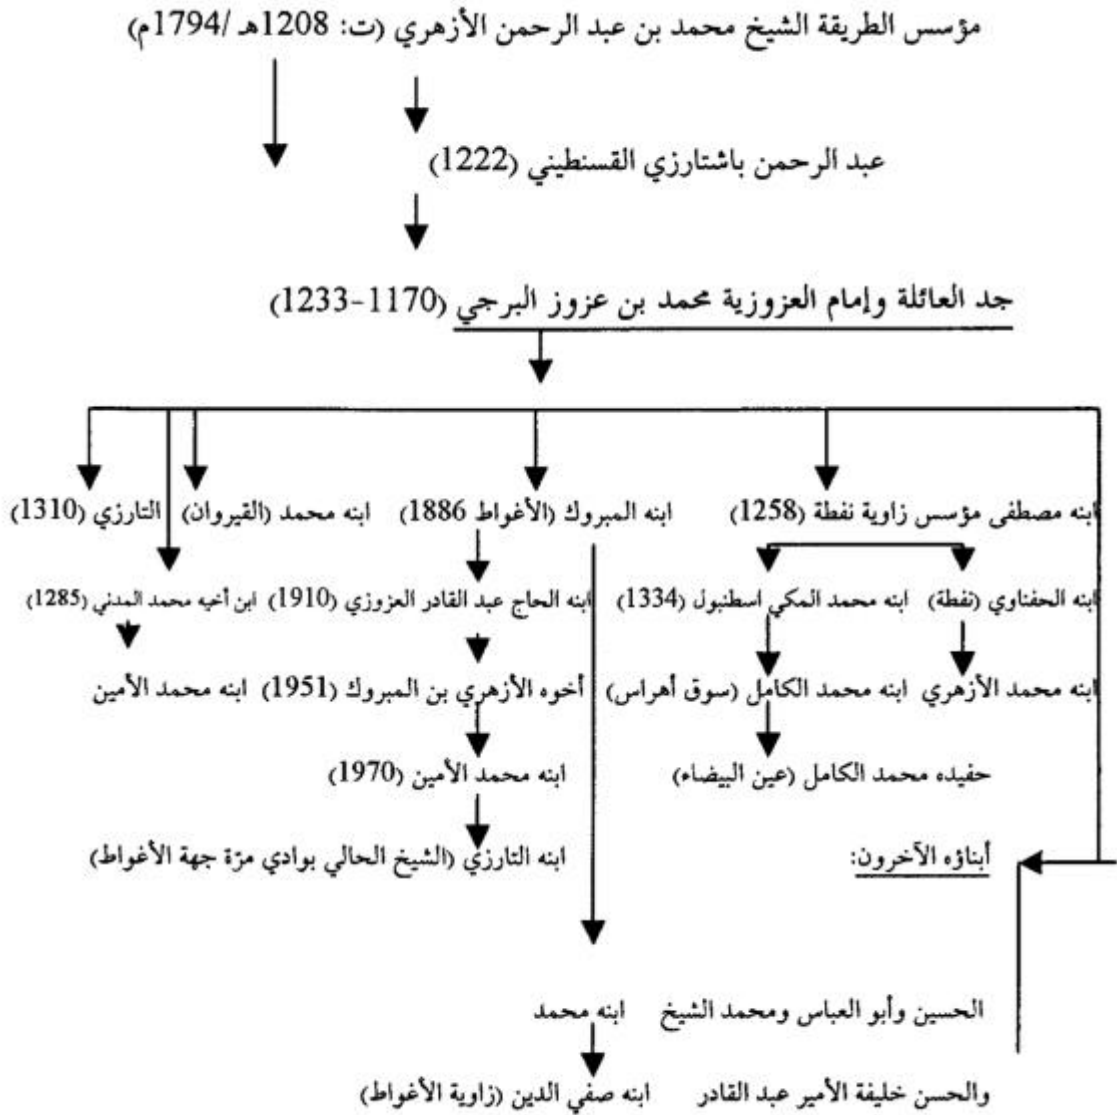 مؤسس الطريقة الشيخ محمد بن عبد الرحمن الأزهري (ت: 1208هـ /1794م)
عبد الرحمن باشتارزي القسنطيني (1222)
جد العائلة وإمام العزوزية محمد بن عزوز البرجي (1170-1233)
ابنه مصطفى مؤسس زاوية نفطة (1258) ابنه المبروك (الأغواط 1886) ابنه محمد (القيروان) التارزي (1310)
ابنه الحفناوي (نفطة) ابنه محمد المكي اسطنبول (1334) ابنه الحاج عبد القادر العزوزي (1910) ابن أخيه محمد المدني (1285)
ابنه محمد الأزهري ابنه محمد الكامل (سوق أهراس) أخوه الأزهري بن المبروك (1951) ابنه محمد الأمين
حفيده محمد الكامل (عين البيضاء) ابنه محمد الأمين (1970)
أبناؤه الآخرون: ابنه التارزي (الشيخ الحالي بوادي مرّة جهة الأغواط)
الحسين وأبو العباس ومحمد الشيخ ابنه محمد
والحسن خليفة الأمير عبد القادر ابنه صفي الدين (زاوية الأغواط)